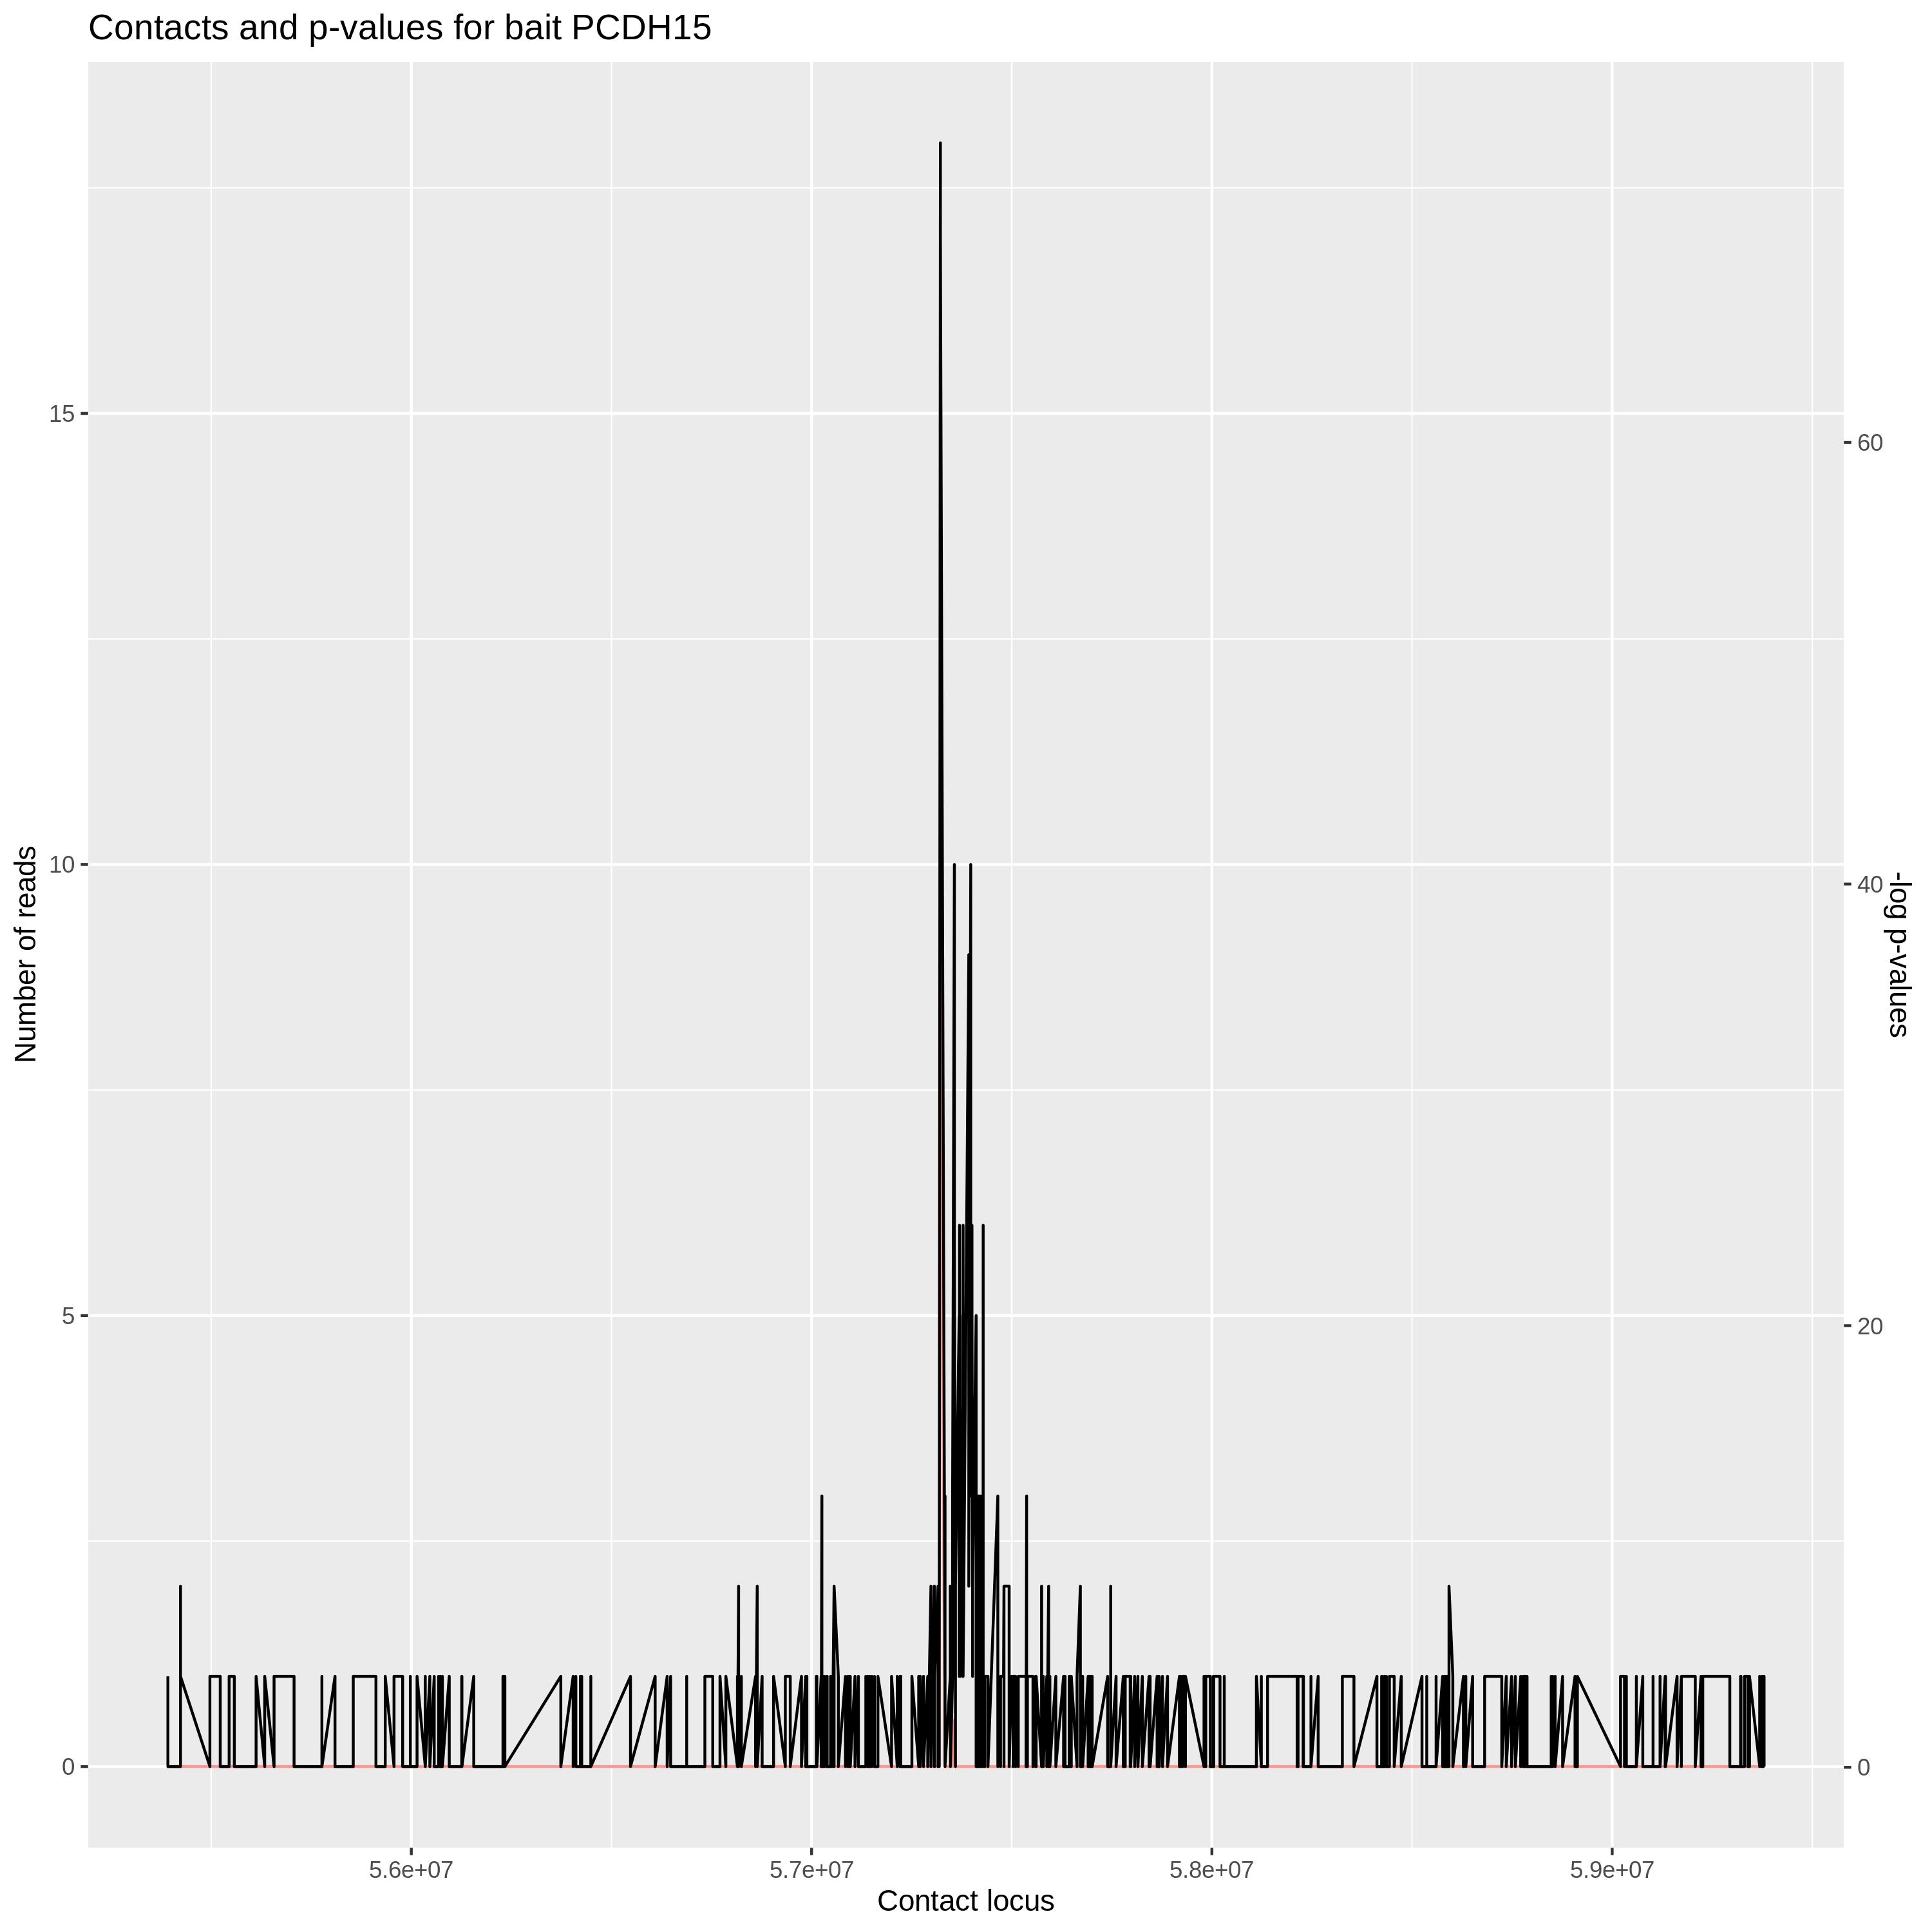 Contacts and p-values for bait PCDH15
15
10
5
0
Number of reads
60
40
20
0
-log p-values
5.6e+07 5.7e+07 5.8e+07 5.9e+07
Contact locus